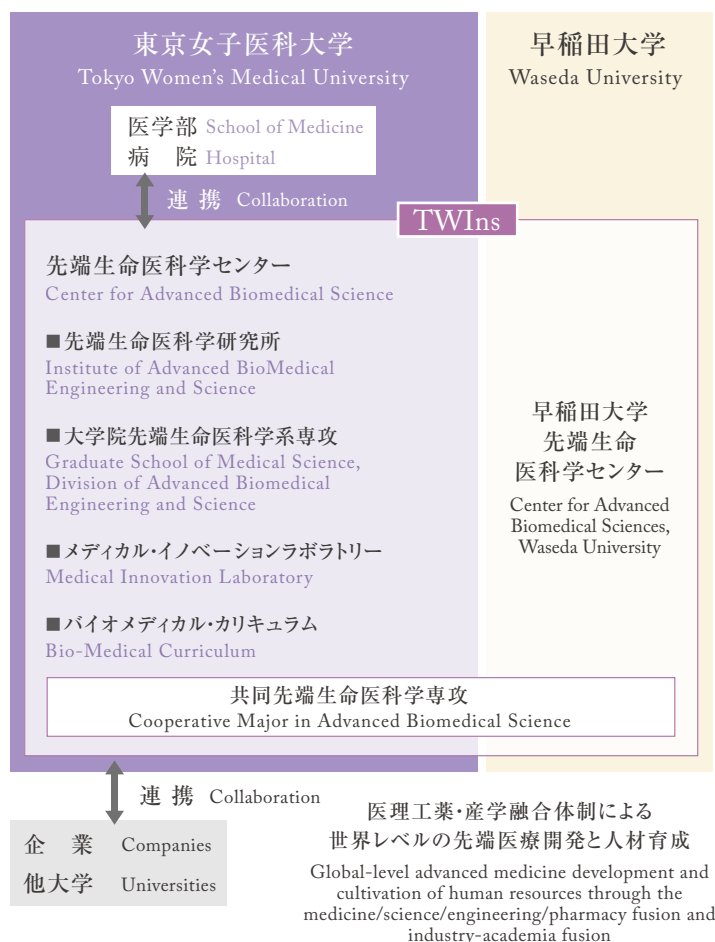 東京女子医科大学
Tokyo Women's Medical University
早稲田大学
Waseda University
医学部 School of Medicine
病　院 Hospital
連 携 Collaboration
TWIns
先端生命医科学センター
Center for Advanced Biomedical Science
■先端生命医科学研究所
Institute of Advanced BioMedical
Engineering and Science
■大学院先端生命医科学系専攻
Graduate School of Medical Science,
Division of Advanced Biomedical
Engineering and Science
■メディカル・イノベーションラボラトリー
Medical Innovation Laboratory
■バイオメディカル・カリキュラム
Bio-Medical Curriculum
早稲田大学
先端生命
医科学センター
Center for Advanced
Biomedical Sciences,
Waseda University
共同先端生命医科学専攻
Cooperative Major in Advanced Biomedical Science
連 携 Collaboration
企　業 Companies
他大学 Universities
医理工薬・産学融合体制による
世界レベルの先端医療開発と人材育成
Global-level advanced medicine development and
cultivation of human resources through the
medicine/science/engineering/pharmacy fusion and
industry-academia fusion